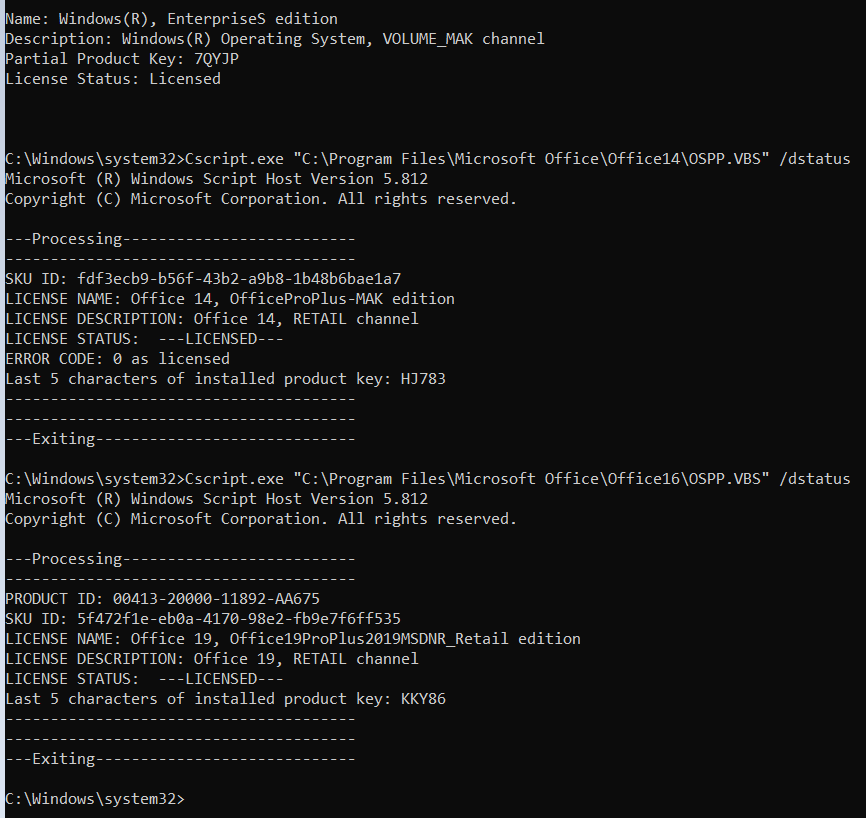 Name: Windows(R), EnterpriseS edition
Description: Windows(R) Operating System, VOLUME_MAK channel
Partial Product Key: 7QYJP
License Status: Licensed
C:\Windows\system32>Cscript.exe "C:\Program Files\Microsoft Office\Office14\OSPP.VBS" /dstatus
Microsoft (R) Windows Script Host Version 5.812
Copyright (C) Microsoft Corporation. All rights reserved.
---Processing--------------------------
---------------------------------------
SKU ID: fdf3ecb9-b56f-43b2-a9b8-1b48b6bae1a7
LICENSE NAME: Office 14, OfficeProPlus-MAK edition
LICENSE DESCRIPTION: Office 14, RETAIL channel
LICENSE STATUS:  ---LICENSED---
ERROR CODE: 0 as licensed
Last 5 characters of installed product key: HJ783
---------------------------------------
---------------------------------------
---Exiting-----------------------------
C:\Windows\system32>Cscript.exe "C:\Program Files\Microsoft Office\Office16\OSPP.VBS" /dstatus
Microsoft (R) Windows Script Host Version 5.812
Copyright (C) Microsoft Corporation. All rights reserved.
---Processing--------------------------
---------------------------------------
PRODUCT ID: 00413-20000-11892-AA675
SKU ID: 5f472f1e-eb0a-4170-98e2-fb9e7f6ff535
LICENSE NAME: Office 19, Office19ProPlus2019MSDNR_Retail edition
LICENSE DESCRIPTION: Office 19, RETAIL channel
LICENSE STATUS:  ---LICENSED---
Last 5 characters of installed product key: KKY86
---------------------------------------
---------------------------------------
---Exiting-----------------------------
C:\Windows\system32>